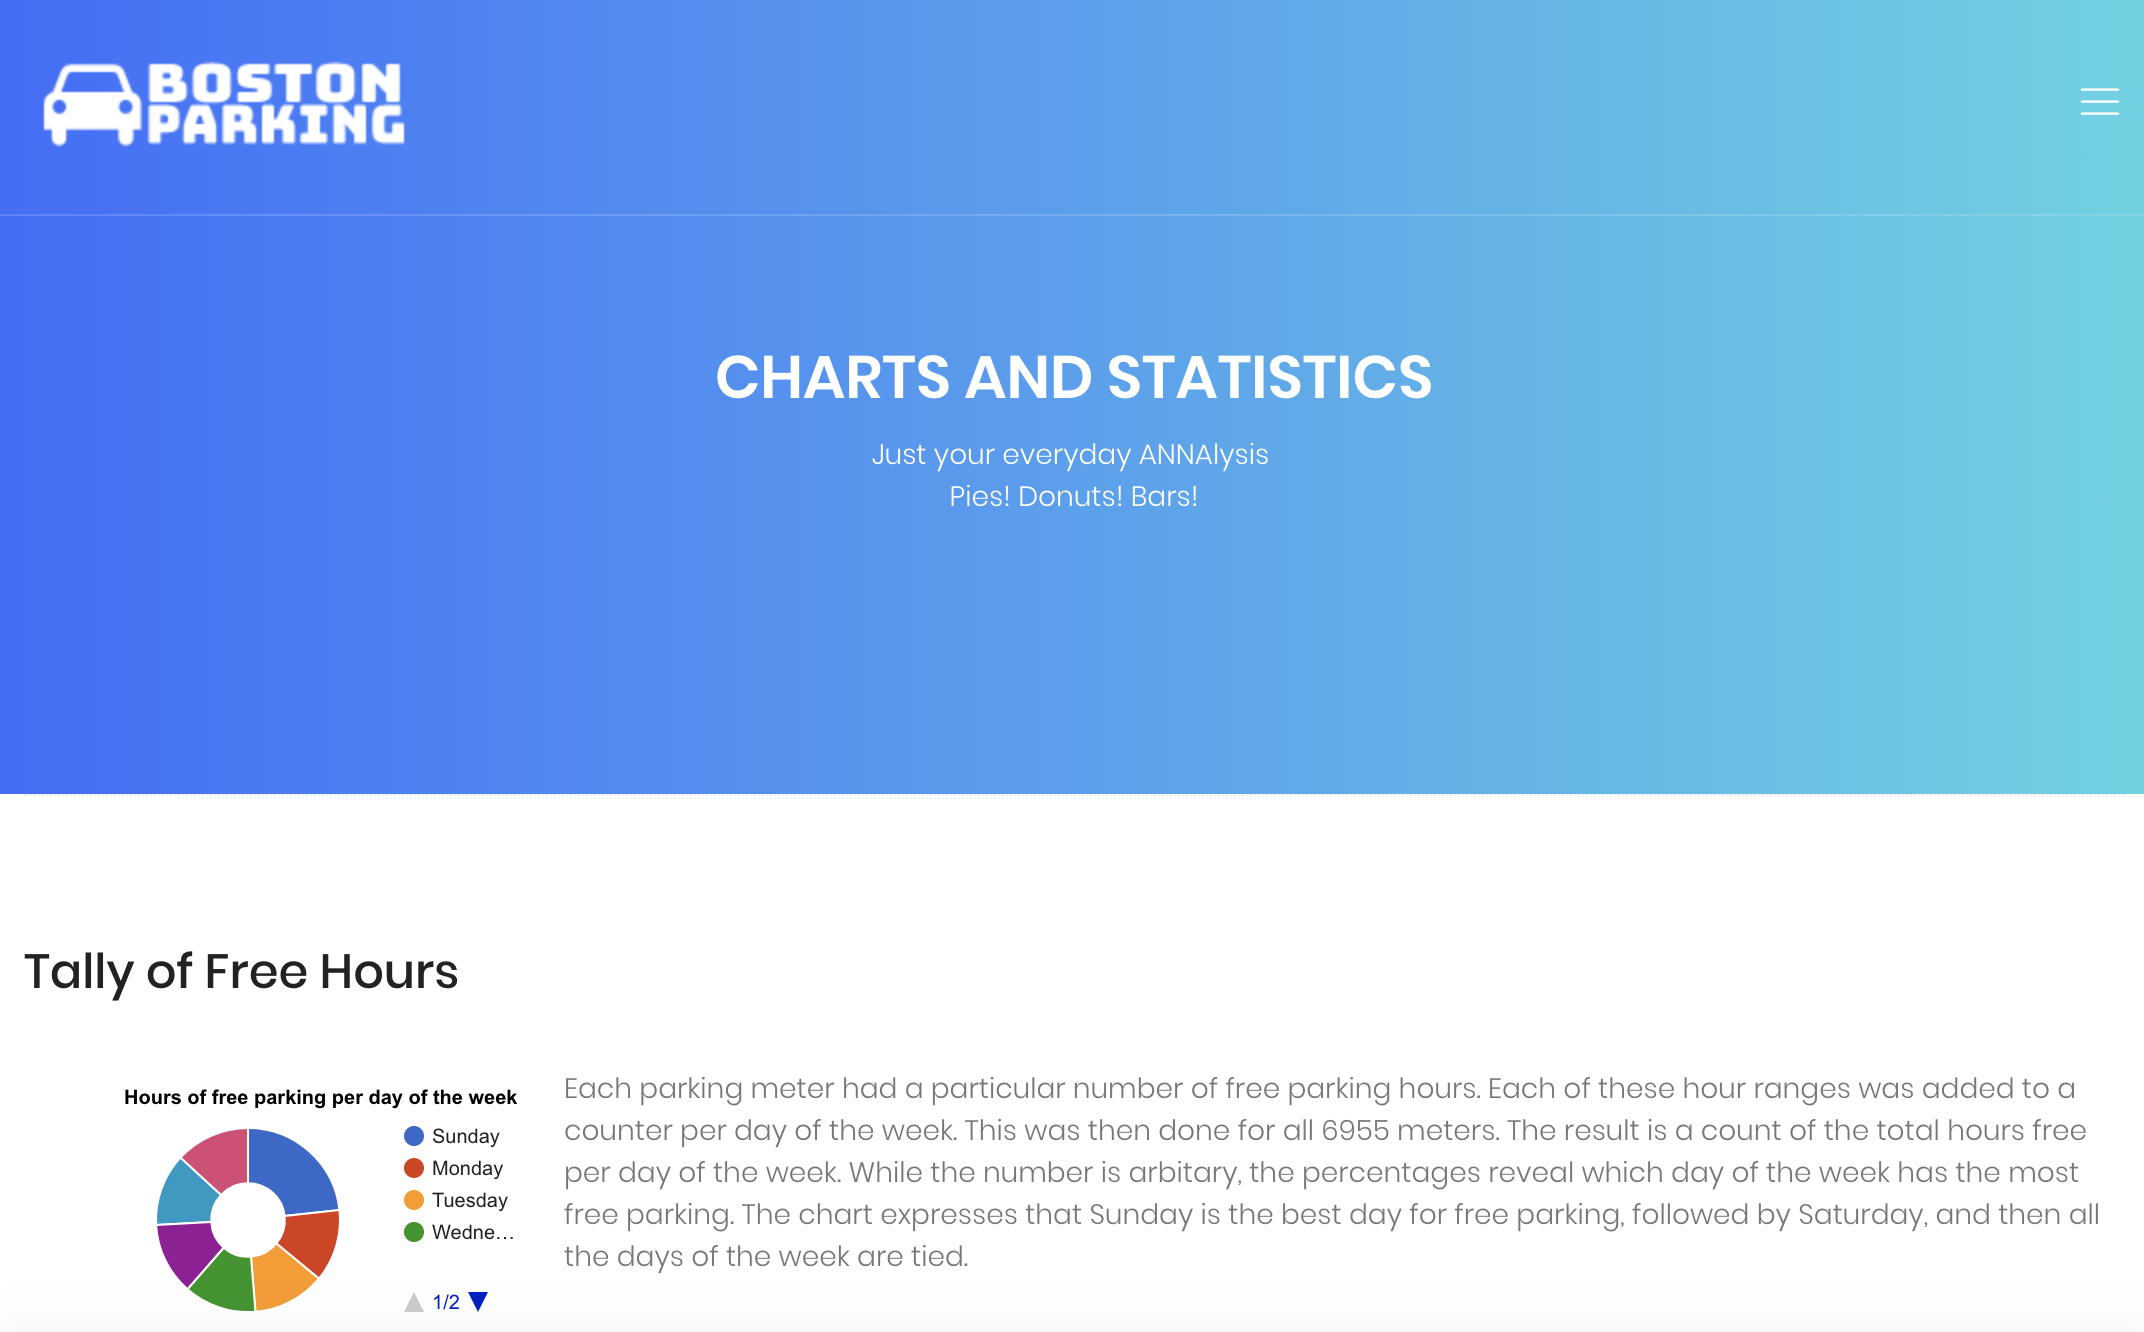 BOSTON
PARKING
CHARTS AND STATISTICS
Just your everyday ANNAlysis
Pies! Donuts! Bars!
Tally of Free Hours
Hours of free parking per day of the week
Sunday
Monday
Tuesday
Wedne...
1/2
Each parking meter had a particular number of free parking hours. Each of these hour ranges was added to a
counter per day of the week. This was then done for all 6955 meters. The result is a count of the total hours free
per day of the week. While the number is arbitary, the percentages reveal which day of the week has the most
free parking. The chart expresses that Sunday is the best day for free parking, followed by Saturday, and then all
the days of the week are tied.